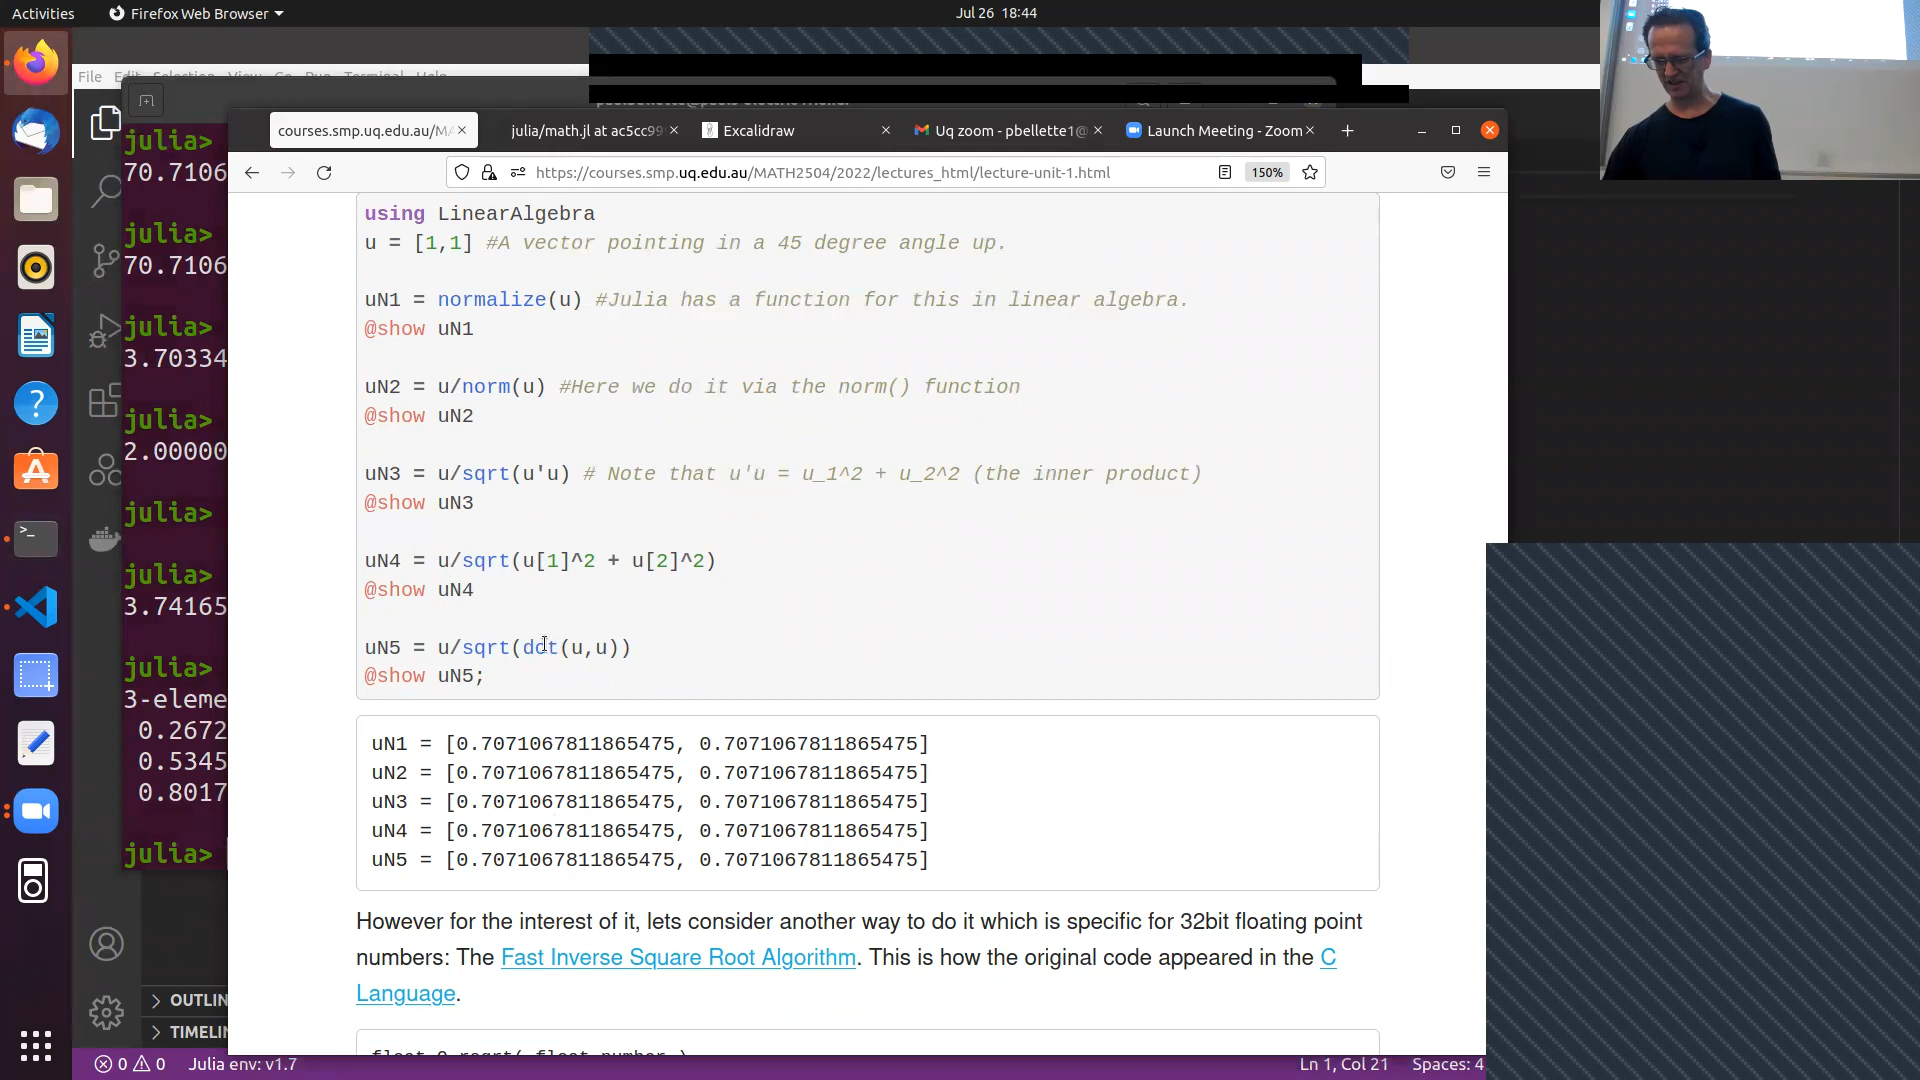 Activities
Firefox Web Browser
Jul 26 18:44
File Edit Selection View Go Run Terminal Help
courses.smp.uq.edu.au/MA
julia/math.jl at ac5cc99
Excalidraw
Uq zoom - pbellette1@
Launch Meeting - Zoom
https://courses.smp.uq.edu.au/MATH2504/2022/lectures_html/lecture-unit-1.html
150%
julia>
70.7106
julia>
70.7106
julia>
3.70334
julia>
2.00000
julia>
julia>
3.74165
julia>
3-eleme
0.2672
0.5345
0.8017
julia>
using LinearAlgebra
u = [1,1] #A vector pointing in a 45 degree angle up.
uN1 = normalize(u) #Julia has a function for this in linear algebra.
@show uN1
uN2 = u/norm(u) #Here we do it via the norm() function
@show uN2
uN3 = u/sqrt(u'u) # Note that u'u = u_1^2 + u_2^2 (the inner product)
@show uN3
uN4 = u/sqrt(u[1]^2 + u[2]^2)
@show uN4
uN5 = u/sqrt(dot(u,u))
@show uN5;
uN1 = [0.7071067811865475, 0.7071067811865475]
uN2 = [0.7071067811865475, 0.7071067811865475]
uN3 = [0.7071067811865475, 0.7071067811865475]
uN4 = [0.7071067811865475, 0.7071067811865475]
uN5 = [0.7071067811865475, 0.7071067811865475]
However for the interest of it, lets consider another way to do it which is specific for 32bit floating point
numbers: The Fast Inverse Square Root Algorithm. This is how the original code appeared in the C
Language.
OUTLIN
TIMELIN
0 0
Julia env: v1.7
Ln 1, Col 21
Spaces: 4